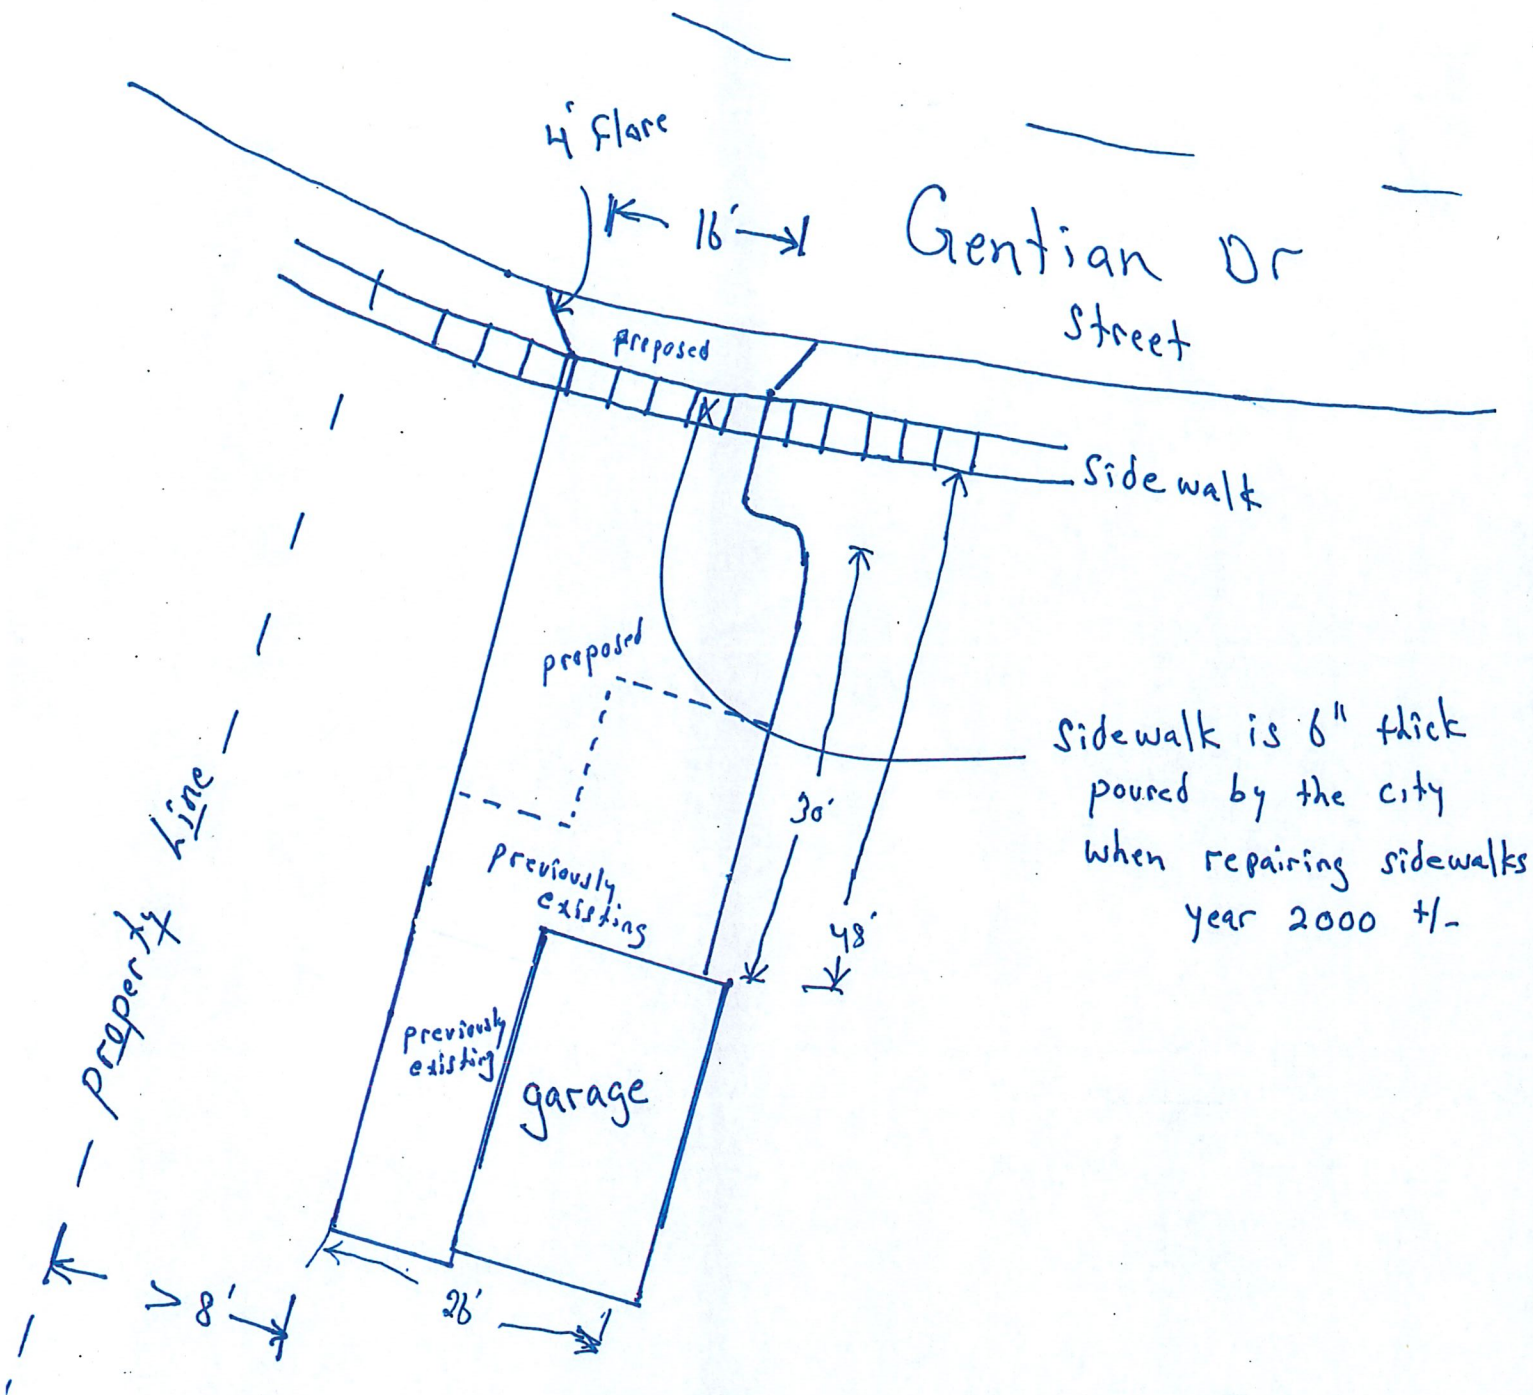 4' flare
16'
Gentian Dr
Street
proposed
Sidewalk
proposed
Sidewalk is 6" thick
poured by the city
when repairing sidewalks
year 2000 +/-
30'
48'
previously
existing
previously
existing
garage
Property Line
> 8'
26'